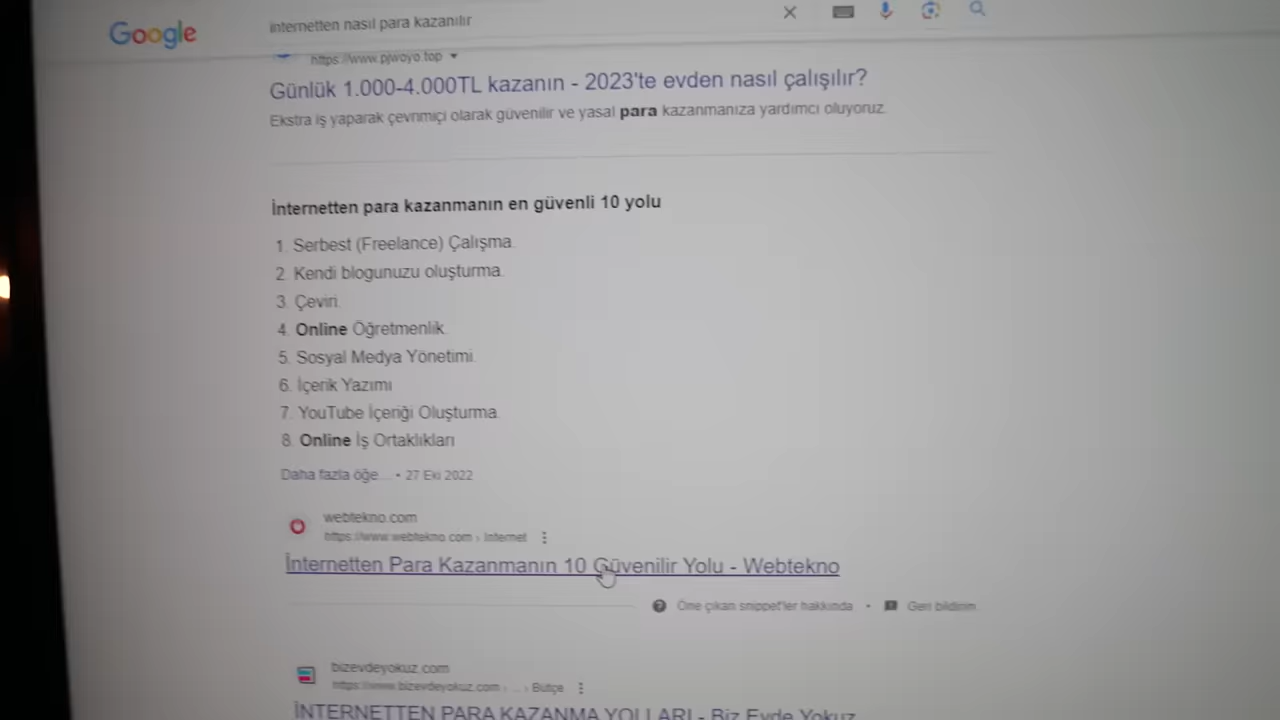 Google
internetten nasıl para kazanılır
https://www.pjwoyo.top
Günlük 1.000-4.000TL kazanın - 2023'te evden nasıl çalışılır?
Ekstra iş yaparak çevrimiçi olarak güvenilir ve yasal para kazanmanıza yardımcı oluyoruz.
İnternetten para kazanmanın en güvenli 10 yolu
1. Serbest (Freelance) Çalışma.
2. Kendi blogunuzu oluşturma.
3. Çeviri.
4. Online Öğretmenlik.
5. Sosyal Medya Yönetimi.
6. İçerik Yazımı
7. YouTube İçeriği Oluşturma.
8. Online İş Ortaklıkları
Daha fazla öğe... • 27 Eki 2022
webtekno.com
https://www.webtekno.com › Internet
İnternetten Para Kazanmanın 10 Güvenilir Yolu - Webtekno
Öne çıkan snippet'ler hakkında • Geri bildirim
bizevdeyokuz.com
https://www.bizevdeyokuz.com › ... › Bütçe
İNTERNETTEN PARA KAZANMA YOLLARI - Biz Evde Yokuz